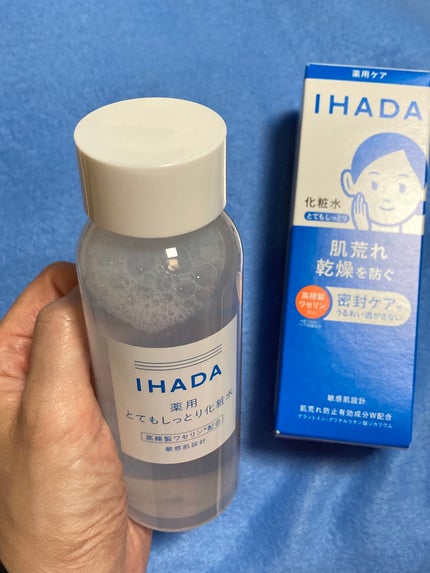 IHADA
薬用
とてもしっとり化粧水
高精製ワセリン*配合
敏感肌設計
薬用ケア
IHADA
化粧水
とてもしっとり
肌荒れ
乾燥を防ぐ
高精製
ワセリン
密封ケアで
うるおい逃がさない
敏感肌設計
肌荒れ防止有効成分W配合
アラントイン・グリチルリチン酸ジカリウム